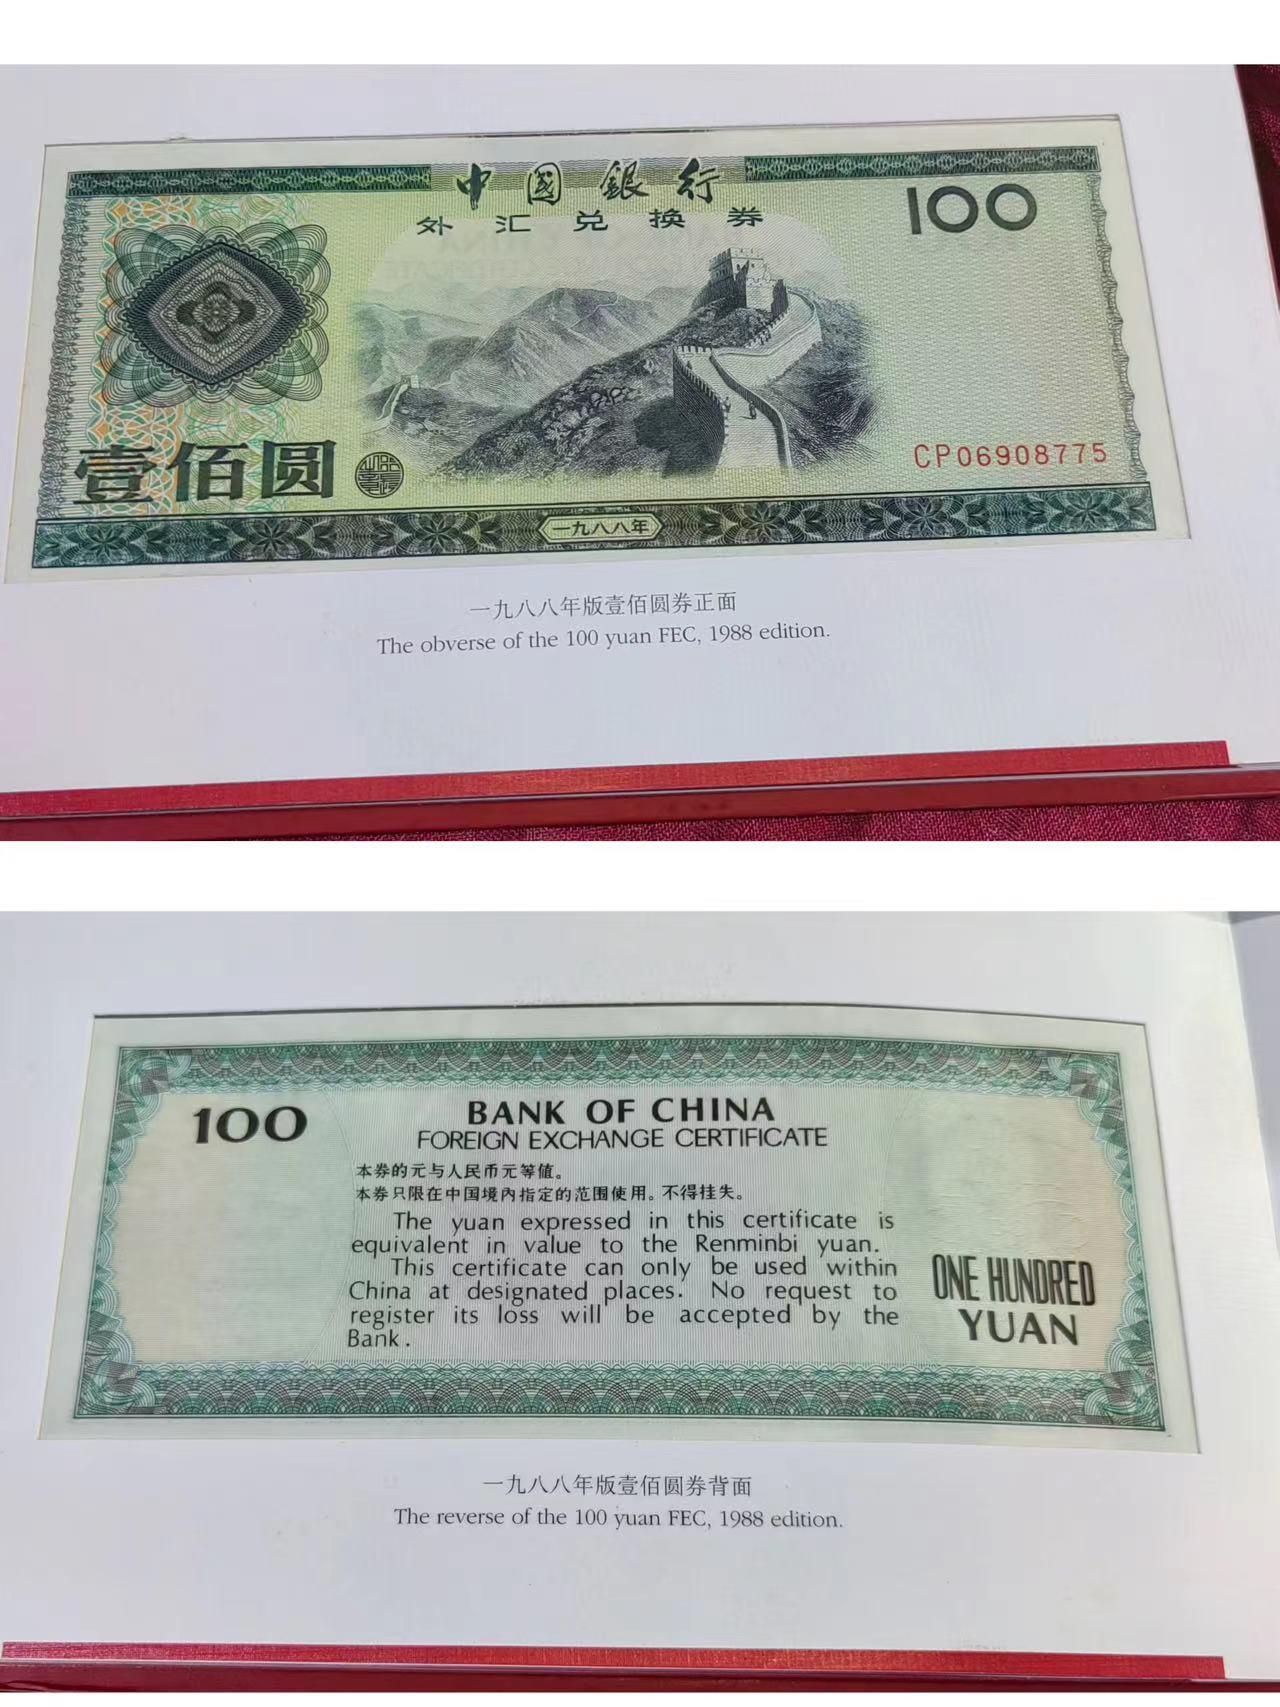 中國銀行
外汇兑换券
100
CP06908775
壹佰圆
一九八八年
一九八八年版壹佰圆券正面
The obverse of the 100 yuan FEC, 1988 edition.
100
BANK OF CHINA
FOREIGN EXCHANGE CERTIFICATE
本券的元与人民币元等值。
本券只限在中国境内指定的范围使用。不得挂失。
The yuan expressed in this certificate is
equivalent in value to the Renminbi yuan.
This certificate can only be used within
China at designated places. No request to
register its loss will be accepted by the
Bank.
ONE HUNDRED
YUAN
一九八八年版壹佰圆券背面
The reverse of the 100 yuan FEC, 1988 edition.